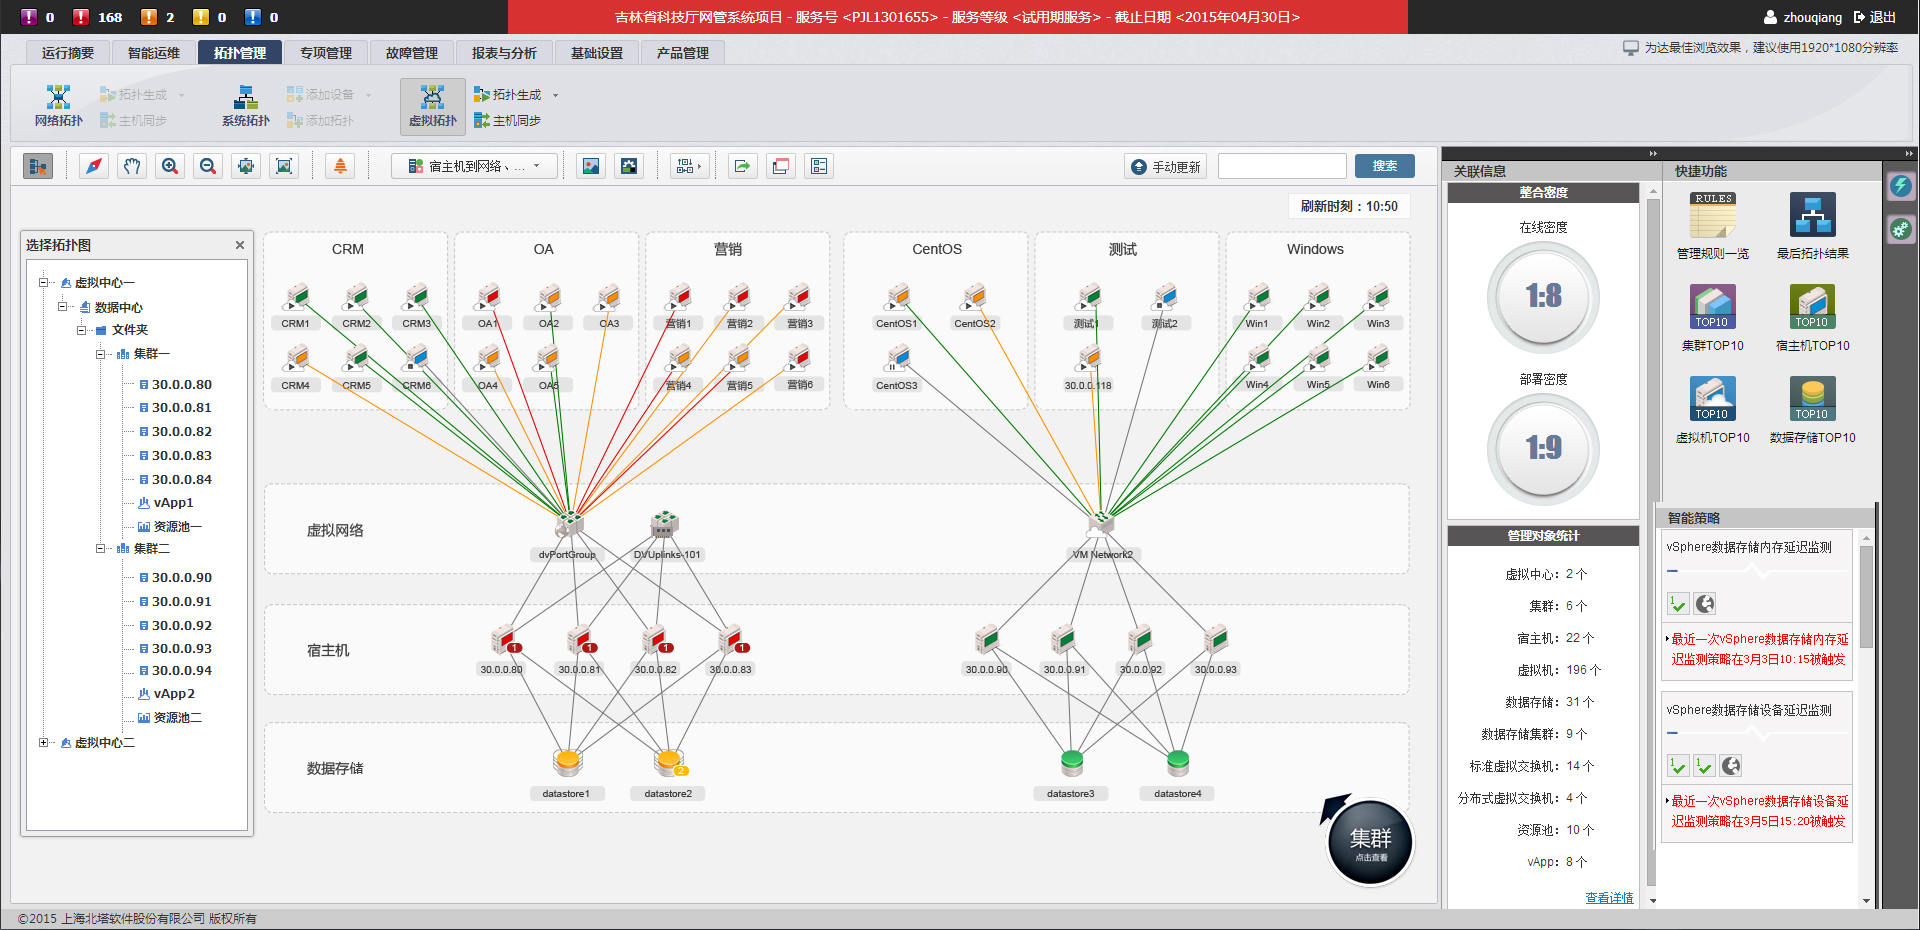 0 168 2 0 0
吉林省科技厅网管系统项目 - 服务号 <PJL1301655> - 服务等级 <试用期服务> - 截止日期 <2015年04月30日>
zhouqiang 退出
运行摘要 智能运维 拓扑管理 专项管理 故障管理 报表与分析 基础设置 产品管理
为达最佳浏览效果，建议使用1920*1080分辨率
网络拓扑 拓扑生成 主机同步
系统拓扑 添加设备 添加拓扑
虚拟拓扑 拓扑生成 主机同步
宿主机到网络、...
手动更新
搜索
刷新时刻：10:50
选择拓扑图
虚拟中心一
数据中心
文件夹
集群一
30.0.0.80
30.0.0.81
30.0.0.82
30.0.0.83
30.0.0.84
vApp1
资源池一
集群二
30.0.0.90
30.0.0.91
30.0.0.92
30.0.0.93
30.0.0.94
vApp2
资源池二
虚拟中心二
CRM OA 营销 CentOS 测试 Windows
CRM1 CRM2 CRM3 OA1 OA2 OA3 营销1 营销2 营销3 CentOS1 CentOS2 测试1 测试2 Win1 Win2 Win3
CRM4 CRM5 CRM6 OA4 OA5 营销4 营销5 营销6 CentOS3 30.0.0.118 Win4 Win5 Win6
虚拟网络
dvPortGroup DVUplinks-101 VM Network2
宿主机
1 1 1 1
30.0.0.80 30.0.0.81 30.0.0.82 30.0.0.83 30.0.0.90 30.0.0.91 30.0.0.92 30.0.0.93
数据存储
2
datastore1 datastore2 datastore3 datastore4
集群
点击查看
关联信息
整合密度
在线密度
1:8
部署密度
1:9
管理对象统计
虚拟中心: 2 个
集群: 6 个
宿主机: 22 个
虚拟机: 196 个
数据存储: 31 个
数据存储集群: 9 个
标准虚拟交换机: 14 个
分布式虚拟交换机: 4 个
资源池: 10 个
vApp: 8 个
查看详情
快捷功能
RULES
管理规则一览 最后拓扑结果
TOP10 TOP10
集群TOP10 宿主机TOP10
TOP10 TOP10
虚拟机TOP10 数据存储TOP10
智能策略
vSphere数据存储内存延迟监测
1
最近一次vSphere数据存储内存延
迟监测策略在3月3日10:15被触发
vSphere数据存储设备延迟监测
1 1
最近一次vSphere数据存储设备延
迟监测策略在3月5日15:20被触发
©2015 上海北塔软件股份有限公司 版权所有